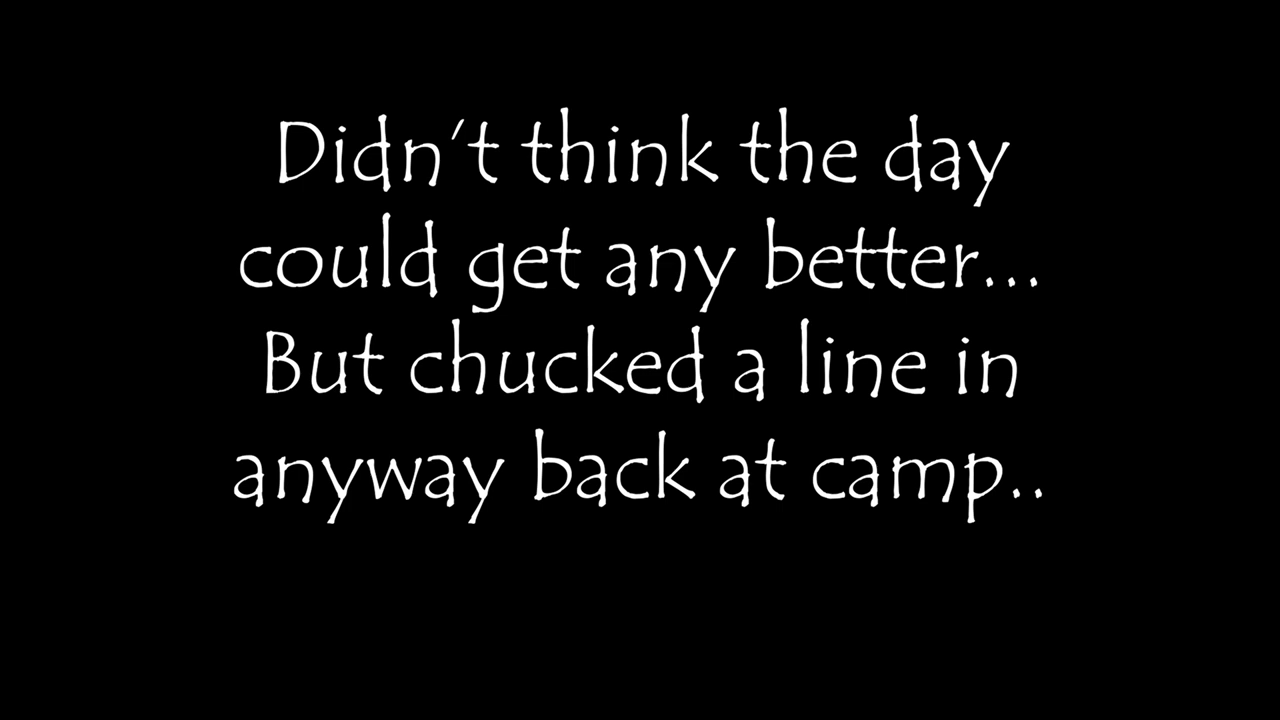 Didn't think the day
could get any better...
But chucked a line in
anyway back at camp..